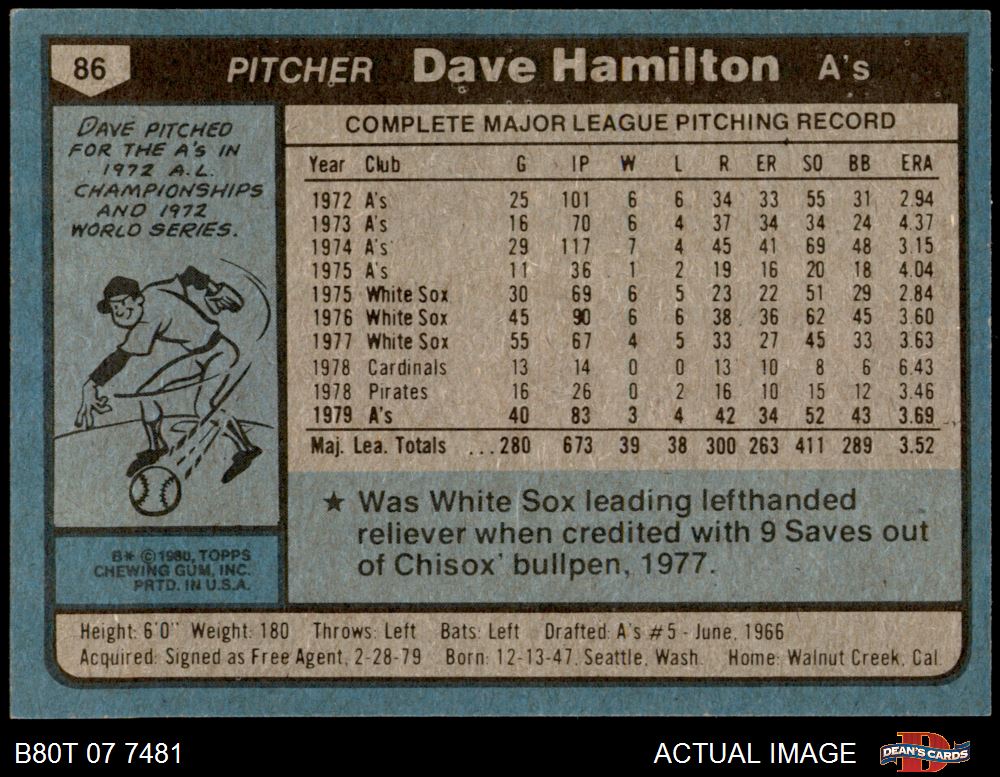 86 PITCHER Dave Hamilton A's
DAVE PITCHED
FOR THE A's IN
1972 A.L.
CHAMPIONSHIPS
AND 1972
WORLD SERIES.
COMPLETE MAJOR LEAGUE PITCHING RECORD
Year Club G IP W L R ER SO BB ERA
1972 A's 25 101 6 6 34 33 55 31 2.94
1973 A's 16 70 6 4 37 34 34 24 4.37
1974 A's 29 117 7 4 45 41 69 48 3.15
1975 A's 11 36 1 2 19 16 20 18 4.04
1975 White Sox 30 69 6 5 23 22 51 29 2.84
1976 White Sox 45 90 6 6 38 36 62 45 3.60
1977 White Sox 55 67 4 5 33 27 45 33 3.63
1978 Cardinals 13 14 0 0 13 10 8 6 6.43
1978 Pirates 16 26 0 2 16 10 15 12 3.46
1979 A's 40 83 3 4 42 34 52 43 3.69
Maj. Lea. Totals ...280 673 39 38 300 263 411 289 3.52
★ Was White Sox leading lefthanded
reliever when credited with 9 Saves out
of Chisox' bullpen, 1977.
B* © 1980, TOPPS
CHEWING GUM, INC.
PRTD. IN U.S.A.
Height: 6'0" Weight: 180 Throws: Left Bats: Left Drafted: A's #5 - June, 1966
Acquired: Signed as Free Agent, 2-28-79 Born: 12-13-47, Seattle, Wash. Home: Walnut Creek, Cal.
B80T 07 7481 ACTUAL IMAGE DEAN'S CARDS